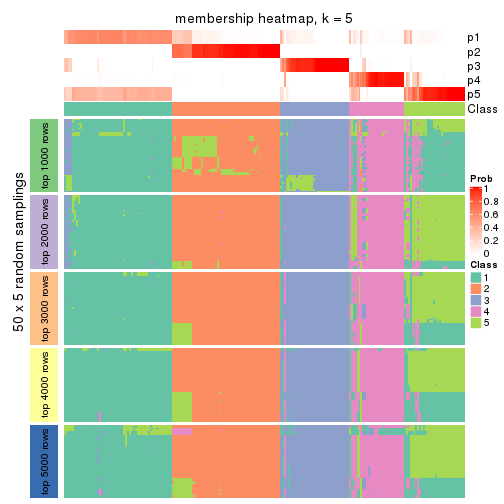 membership heatmap, k = 5
p1
p2
p3
p4
p5
Class
50 x 5 random samplings
top 1000 rows
top 2000 rows
top 3000 rows
top 4000 rows
top 5000 rows
Prob
1
0.8
0.6
0.4
0.2
0
Class
1
2
3
4
5